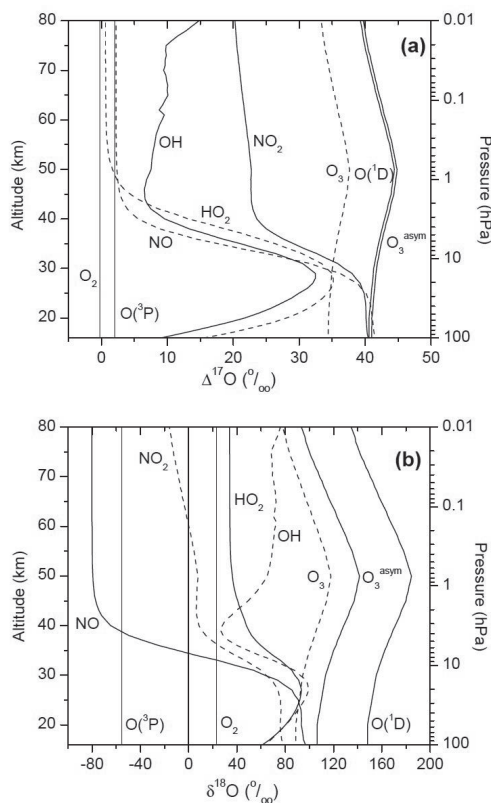 80
70
60
50
40
30
20
Altitude (km)
0.01
0.1
1
10
100
Pressure (hPa)
(a)
OH
NO₂
O₃
O(¹D)
HO₂
NO
O₃ᵃˢʸᵐ
O₂
O(³P)
0 10 20 30 40 50
Δ¹⁷O (º/ₒₒ)
80
70
60
50
40
30
20
Altitude (km)
0.01
0.1
1
10
100
Pressure (hPa)
(b)
NO₂
HO₂
OH
O₃
O₃ᵃˢʸᵐ
NO
O(³P)
O₂
O(¹D)
-80 -40 0 40 80 120 160 200
δ¹⁸O (º/ₒₒ)